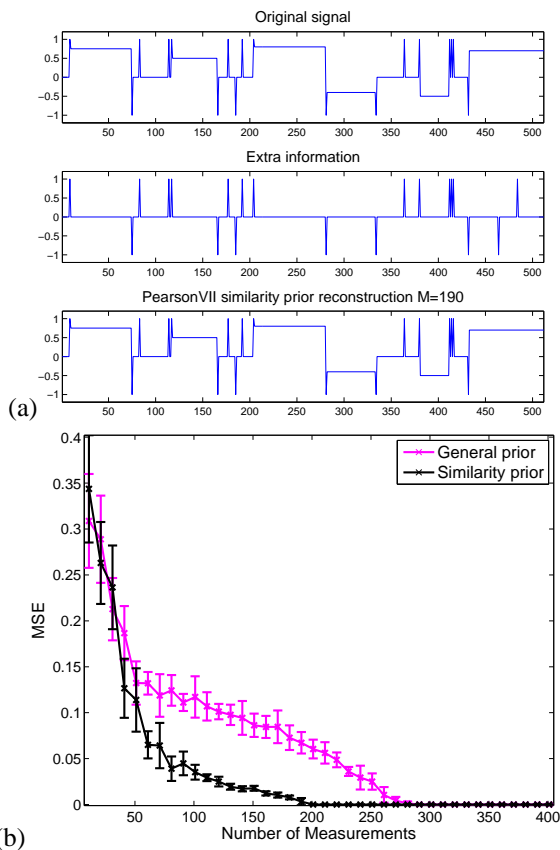 Original signal
1
0.5
0
−0.5
−1
50 100 150 200 250 300 350 400 450 500
Extra information
1
0.5
0
−0.5
−1
50 100 150 200 250 300 350 400 450 500
PearsonVII similarity prior reconstruction M=190
1
0.5
0
−0.5
−1
50 100 150 200 250 300 350 400 450 500
(a)
0.4
0.35
0.3
0.25
0.2
0.15
0.1
0.05
0
MSE
General prior
Similarity prior
50 100 150 200 250 300 350 400
Number of Measurements
(b)